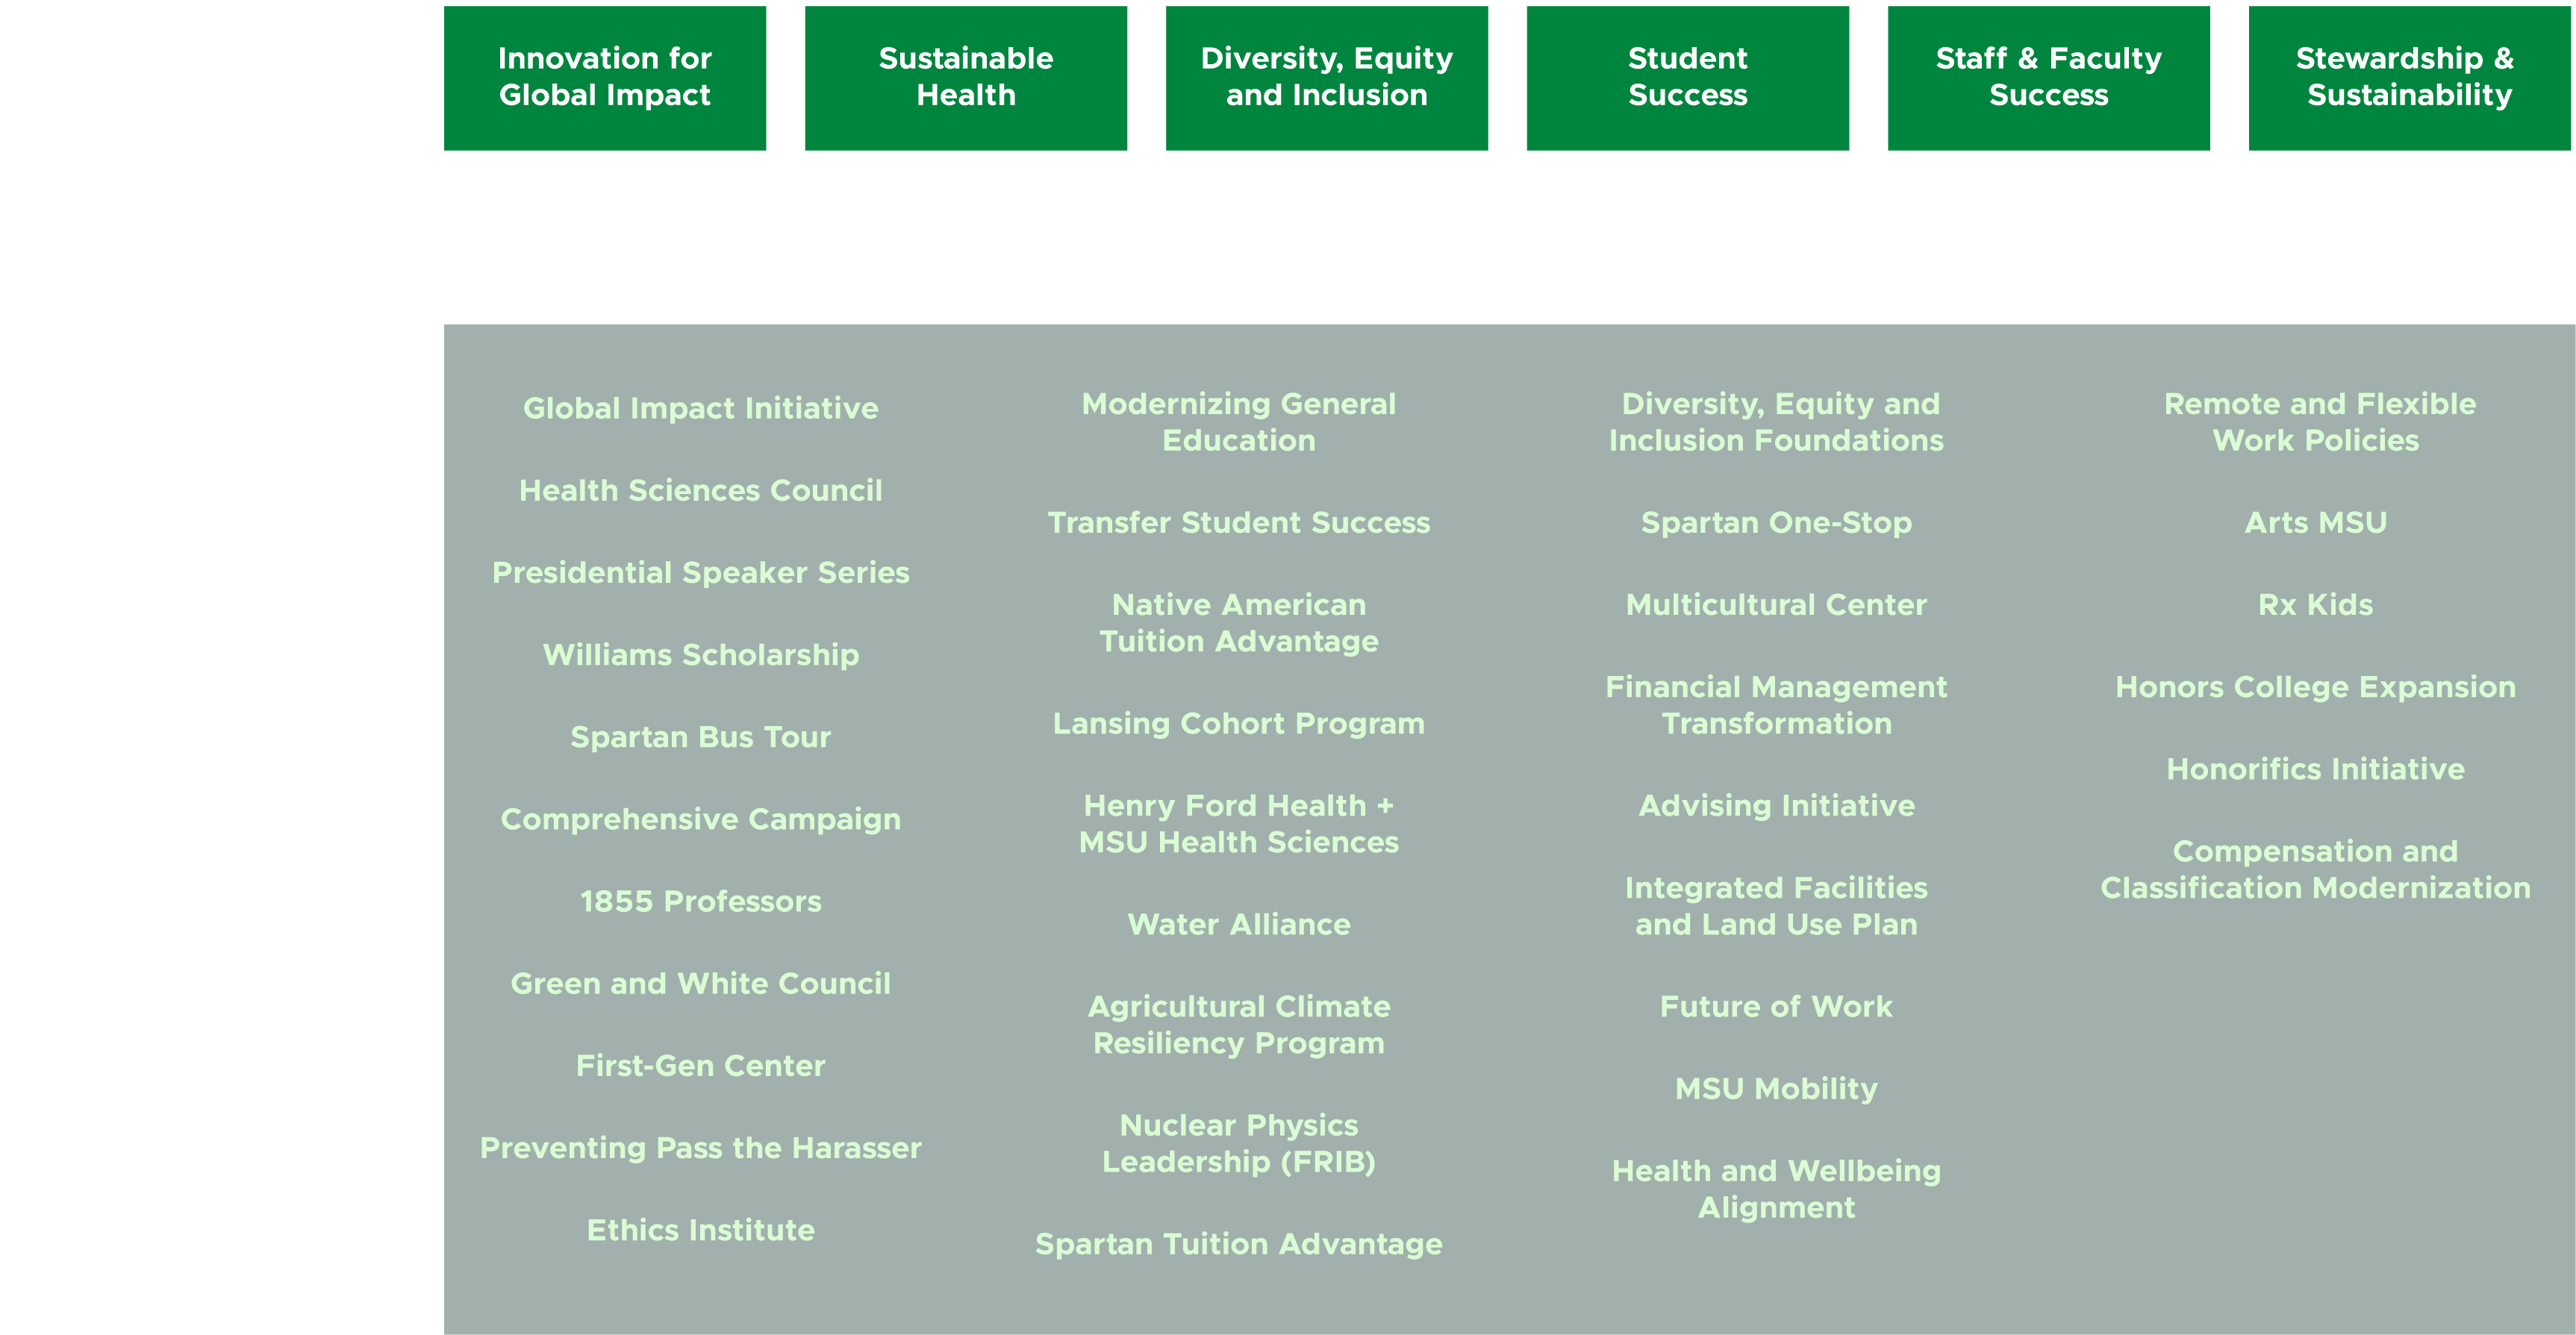 Innovation for
Global Impact
Sustainable
Health
Diversity, Equity
and Inclusion
Student
Success
Staff & Faculty
Success
Stewardship &
Sustainability
Global Impact Initiative
Health Sciences Council
Presidential Speaker Series
Williams Scholarship
Spartan Bus Tour
Comprehensive Campaign
1855 Professors
Green and White Council
First-Gen Center
Preventing Pass the Harasser
Ethics Institute
Modernizing General
Education
Transfer Student Success
Native American
Tuition Advantage
Lansing Cohort Program
Henry Ford Health +
MSU Health Sciences
Water Alliance
Agricultural Climate
Resiliency Program
Nuclear Physics
Leadership (FRIB)
Spartan Tuition Advantage
Diversity, Equity and
Inclusion Foundations
Spartan One-Stop
Multicultural Center
Financial Management
Transformation
Advising Initiative
Integrated Facilities
and Land Use Plan
Future of Work
MSU Mobility
Health and Wellbeing
Alignment
Remote and Flexible
Work Policies
Arts MSU
Rx Kids
Honors College Expansion
Honorifics Initiative
Compensation and
Classification Modernization